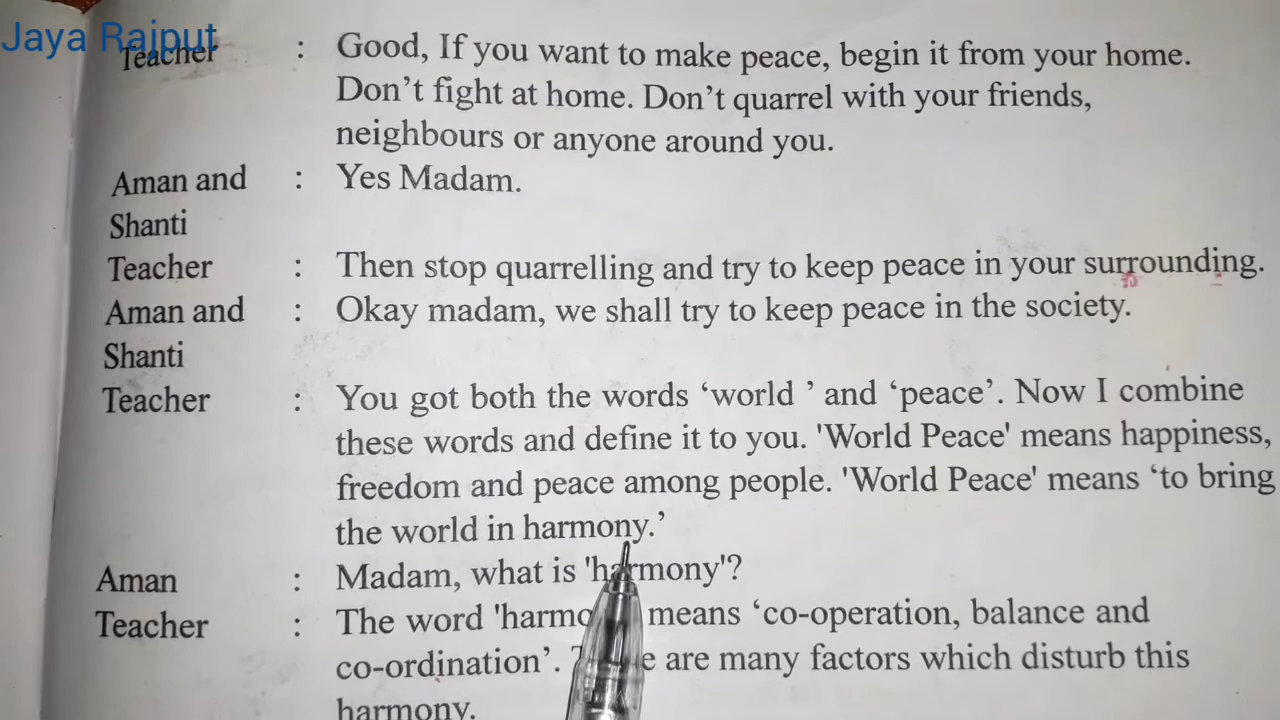 Jaya Rajput
Teacher : Good, If you want to make peace, begin it from your home.
Don't fight at home. Don't quarrel with your friends,
neighbours or anyone around you.
Aman and : Yes Madam.
Shanti
Teacher : Then stop quarrelling and try to keep peace in your surrounding.
Aman and : Okay madam, we shall try to keep peace in the society.
Shanti
Teacher : You got both the words ‘world ’ and ‘peace’. Now I combine
these words and define it to you. 'World Peace' means happiness,
freedom and peace among people. 'World Peace' means ‘to bring
the world in harmony.’
Aman : Madam, what is 'harmony'?
Teacher : The word means ‘co-operation, balance and
co-ordination’. are many factors which disturb this
harmony.